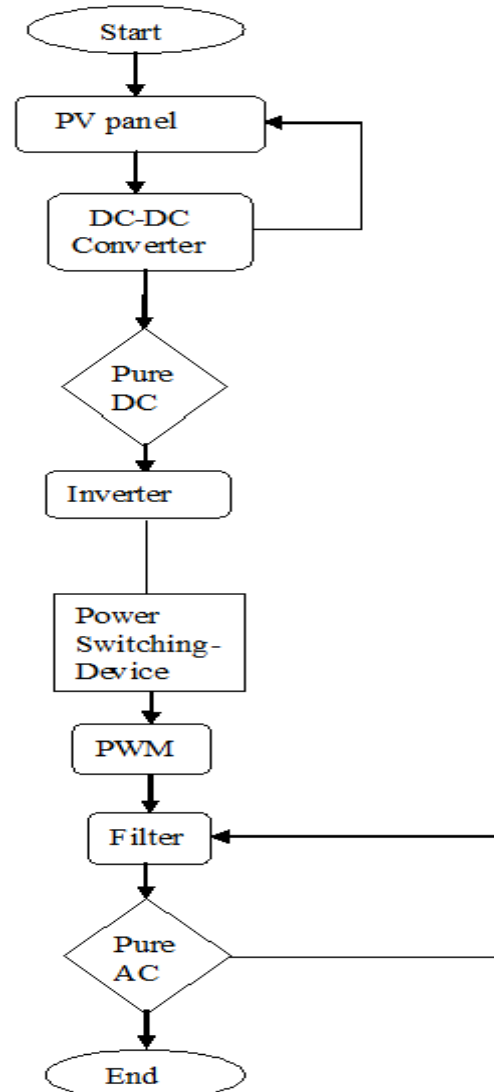 Start
PV panel
DC-DC
Converter
Pure
DC
Inverter
Power
Switching-
Device
PWM
Filter
Pure
AC
End